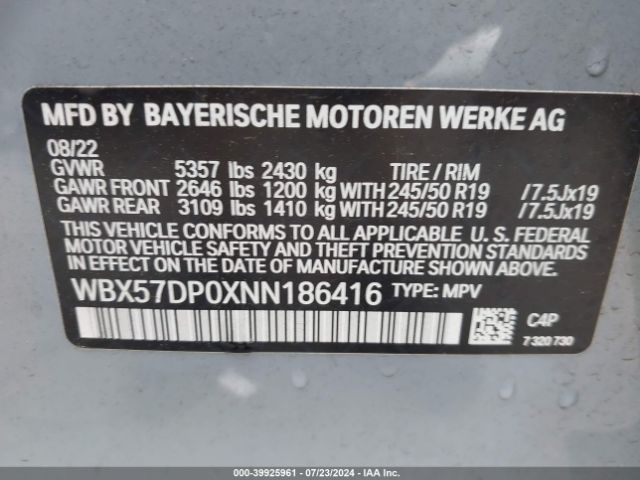 MFD BY BAYERISCHE MOTOREN WERKE AG
08/22
GVWR 5357 lbs 2430 kg TIRE / RIM
GAWR FRONT 2646 lbs 1200 kg WITH 245/50 R19 /7.5Jx19
GAWR REAR 3109 lbs 1410 kg WITH 245/50 R19 /7.5Jx19
THIS VEHICLE CONFORMS TO ALL APPLICABLE U. S. FEDERAL
MOTOR VEHICLE SAFETY AND THEFT PREVENTION STANDARDS
IN EFFECT ON THE DATE OF MANUFACTURE SHOWN ABOVE.
WBX57DP0XNN186416 TYPE: MPV
C4P
7 320 730
000-39925961 - 07/23/2024 - IAAI.COM